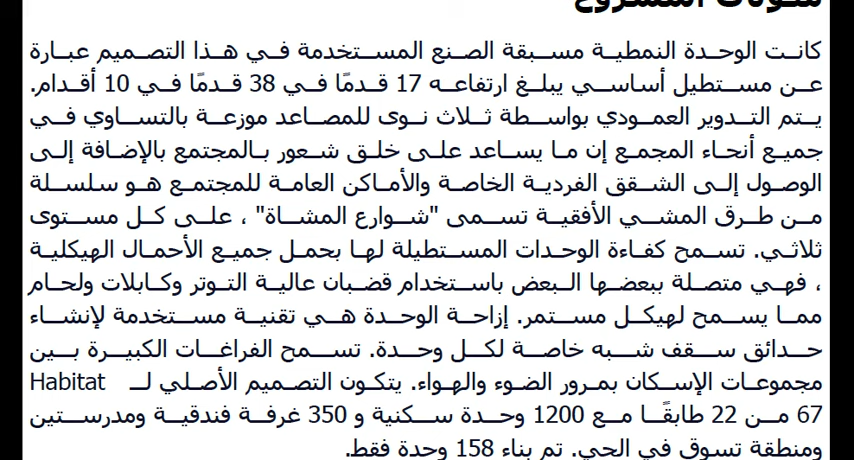 مكونات المشروع
كانت الوحدة النمطية مسبقة الصنع المستخدمة في هذا التصميم عبارة
عن مستطيل أساسي يبلغ ارتفاعه 17 قدمًا في 38 قدمًا في 10 أقدام.
يتم التدوير العمودي بواسطة ثلاث نوى للمصاعد موزعة بالتساوي في
جميع أنحاء المجمع إن ما يساعد على خلق شعور بالمجتمع بالإضافة إلى
الوصول إلى الشقق الفردية الخاصة والأماكن العامة للمجتمع هو سلسلة
من طرق المشي الأفقية تسمى "شوارع المشاة" ، على كل مستوى
ثلاثي. تسمح كفاءة الوحدات المستطيلة لها بحمل جميع الأحمال الهيكلية
، فهي متصلة ببعضها البعض باستخدام قضبان عالية التوتر وكابلات ولحام
مما يسمح لهيكل مستمر. إزاحة الوحدة هي تقنية مستخدمة لإنشاء
حدائق سقف شبه خاصة لكل وحدة. تسمح الفراغات الكبيرة بين
مجموعات الإسكان بمرور الضوء والهواء. يتكون التصميم الأصلي لـ Habitat
67 من 22 طابقًا مع 1200 وحدة سكنية و 350 غرفة فندقية ومدرستين
ومنطقة تسوق في الحي. تم بناء 158 وحدة فقط.